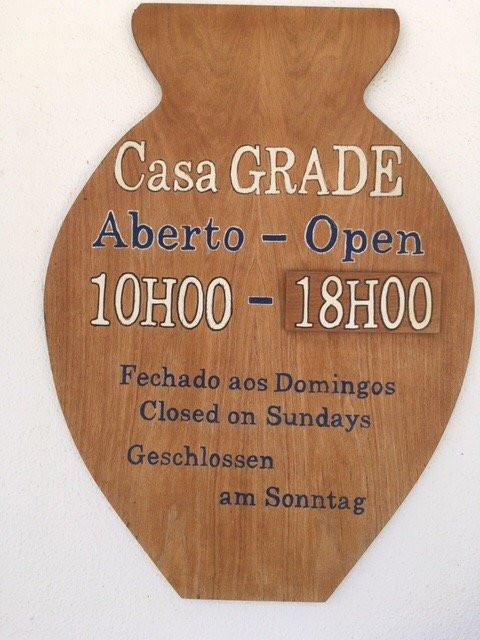 Casa GRADE
Aberto – Open
10H00 – 18H00
Fechado aos Domingos
Closed on Sundays
Geschlossen
am Sonntag